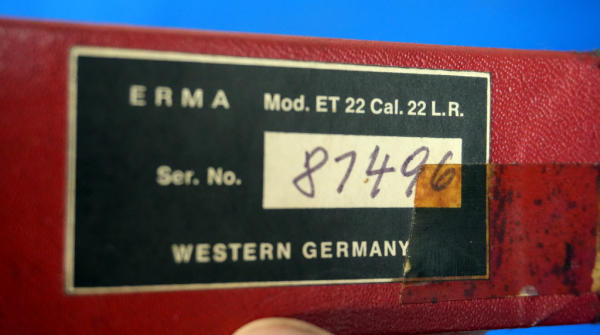 ERMA Mod. ET 22 Cal. 22 L.R.
Ser. No. 87496
WESTERN GERMANY